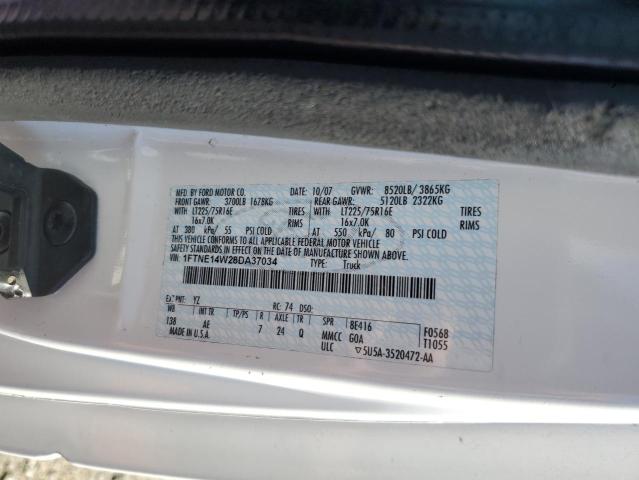 MFD. BY FORD MOTOR CO.
DATE: 10/07 GVWR: 8520LB/ 3865KG
FRONT GAWR: 3700LB 1678KG REAR GAWR: 5120LB 2322KG
WITH LT225/75R16E TIRES WITH LT225/75R16E TIRES
16x7.0K RIMS 16x7.0K RIMS
AT 380 kPa/ 55 PSI COLD AT 550 kPa/ 80 PSI COLD
THIS VEHICLE CONFORMS TO ALL APPLICABLE FEDERAL MOTOR VEHICLE
SAFETY STANDARDS IN EFFECT ON THE DATE OF MANUFACTURE SHOWN ABOVE.
VIN: 1FTNE14W28DA37034
TYPE: Truck
EXT PNT: YZ RC: 74 DSO:
WB INT TR TP/PS R AXLE TR SPR 8E416 F0568
138 AE 7 24 Q MMCC GOA T1055
MADE IN U.S.A. ULC ▽5U5A-3520472-AA